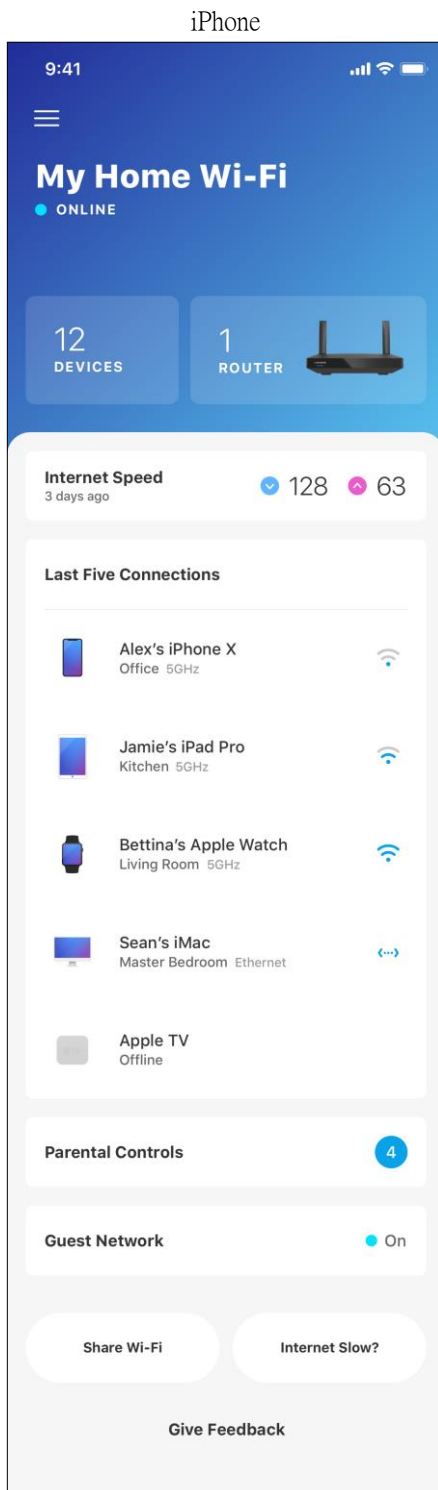 iPhone
9:41
My Home Wi-Fi
ONLINE
12
DEVICES
1
ROUTER
Internet Speed
3 days ago
128
63
Last Five Connections
Alex's iPhone X
Office 5GHz
Jamie's iPad Pro
Kitchen 5GHz
Bettina's Apple Watch
Living Room 5GHz
Sean's iMac
Master Bedroom Ethernet
Apple TV
Offline
Parental Controls
4
Guest Network
On
Share Wi-Fi
Internet Slow?
Give Feedback